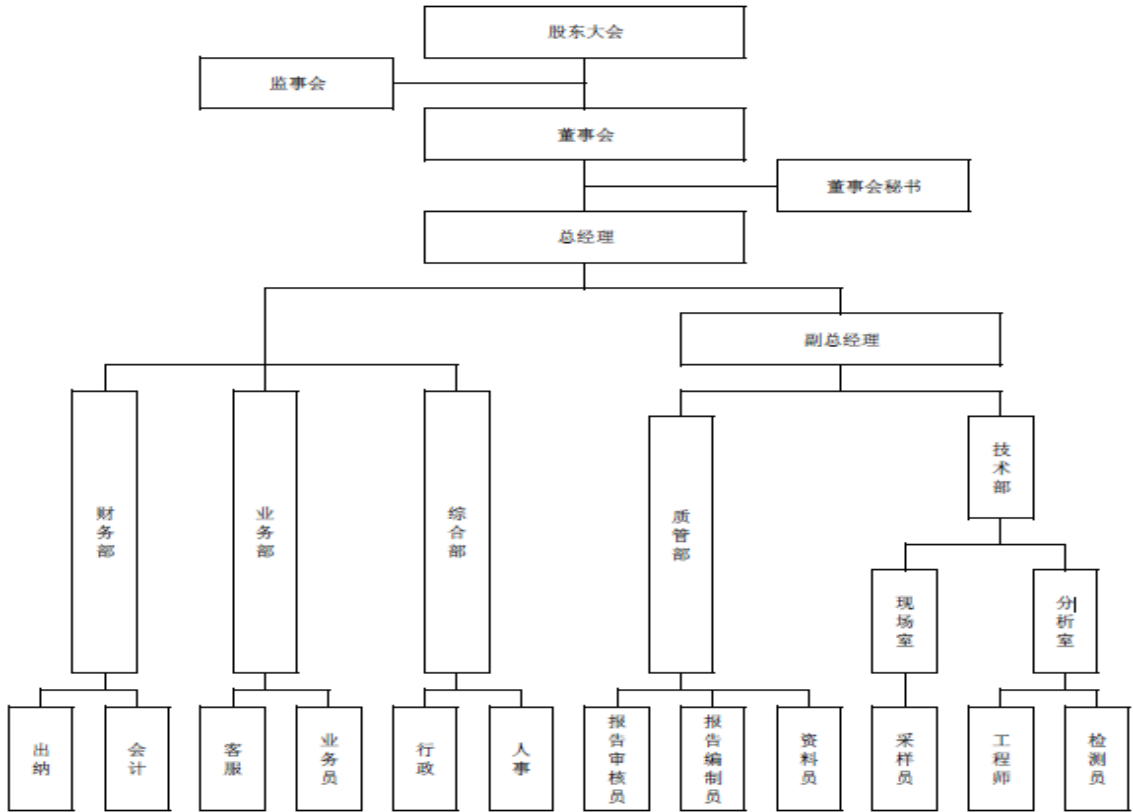 股东大会
监事会
董事会
董事会秘书
总经理
副总经理
财务部
业务部
综合部
质管部
技术部
现场室
分析室
出纳
会计
客服
业务员
行政
人事
报告审核员
报告编制员
资料员
采样员
工程师
检测员